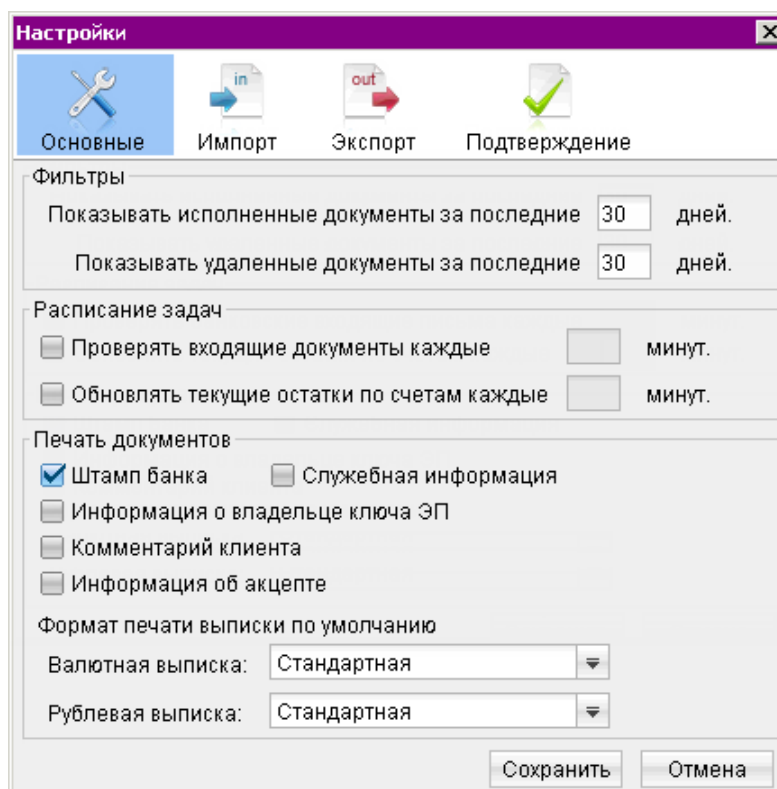 Настройки
in out
Основные Импорт Экспорт Подтверждение
Фильтры
Показывать исполненные документы за последние 30 дней.
Показывать удаленные документы за последние 30 дней.
Расписание задач
Проверять входящие документы каждые минут.
Обновлять текущие остатки по счетам каждые минут.
Печать документов
Штамп банка Служебная информация
Информация о владельце ключа ЭП
Комментарий клиента
Информация об акцепте
Формат печати выписки по умолчанию
Валютная выписка: Стандартная
Рублевая выписка: Стандартная
Сохранить Отмена